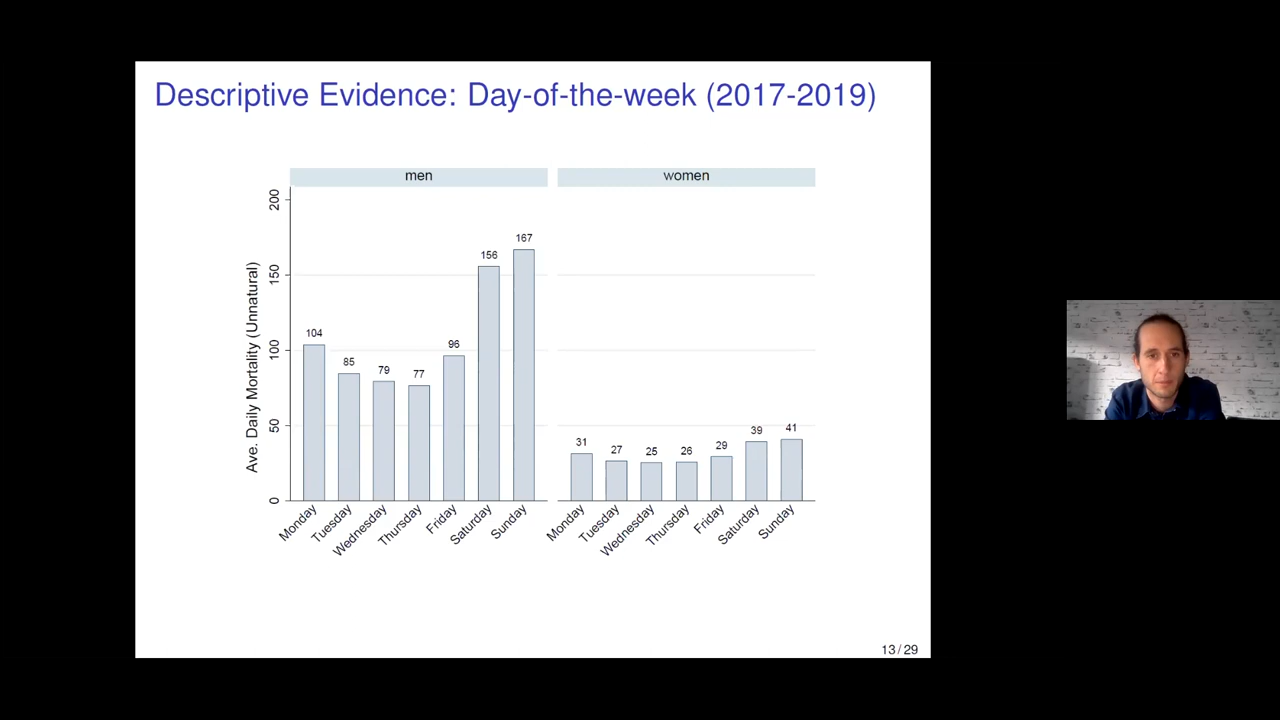 Descriptive Evidence: Day-of-the-week (2017-2019)
men
women
Ave. Daily Mortality (Unnatural)
200
150
100
50
0
104
85
79
77
96
156
167
31
27
25
26
29
39
41
Monday
Tuesday
Wednesday
Thursday
Friday
Saturday
Sunday
Monday
Tuesday
Wednesday
Thursday
Friday
Saturday
Sunday
13 / 29